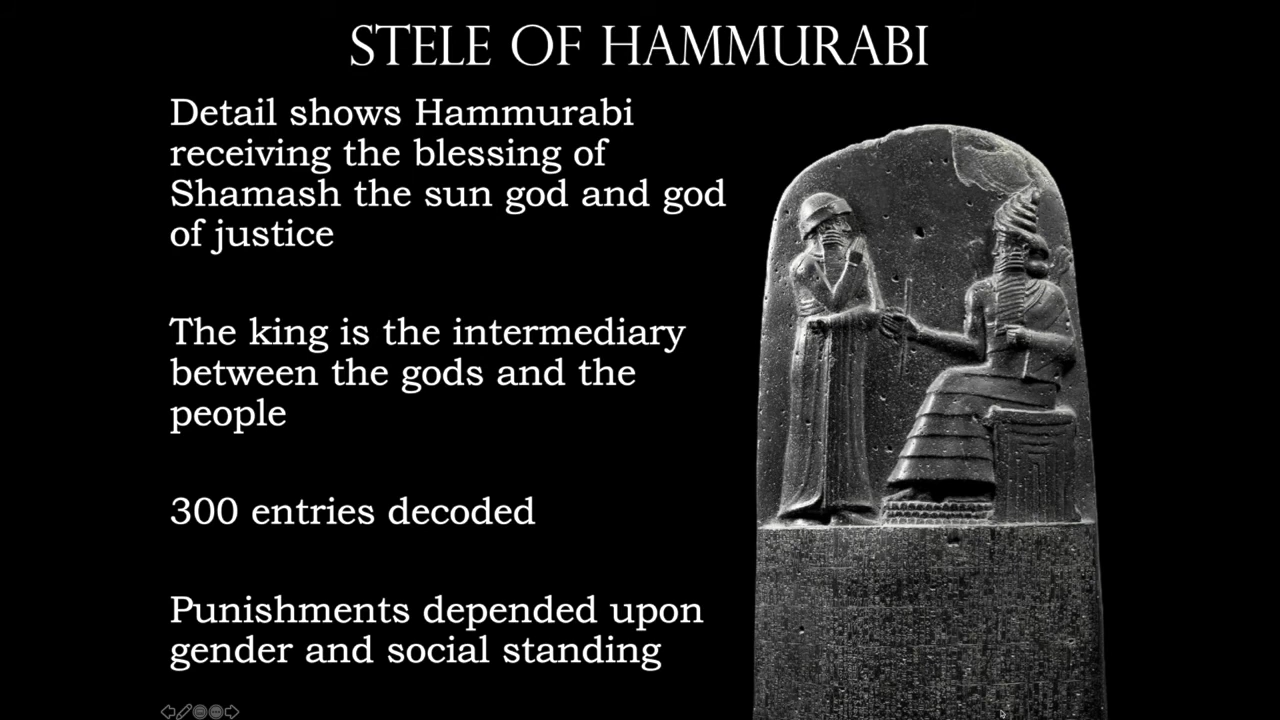 STELE OF HAMMURABI
Detail shows Hammurabi
receiving the blessing of
Shamash the sun god and god
of justice
The king is the intermediary
between the gods and the
people
300 entries decoded
Punishments depended upon
gender and social standing